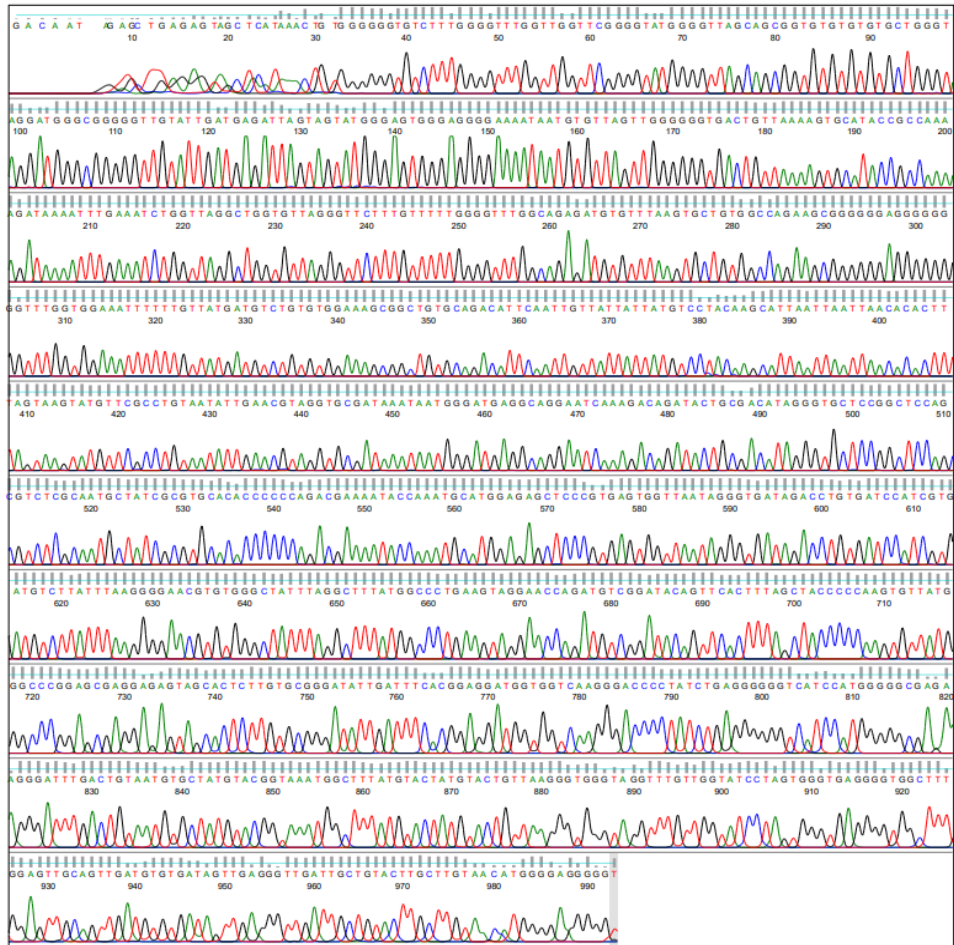 GACAAT AGAGCTGAGAGTAGCTCATAAACTGTGGGGGGTGTCTTTGGGGTTTGGTTGGTTCGGGGTATGGGGTTAGCAGCGGTGTGTGTGTGCTGGGT
10 20 30 40 50 60 70 80 90
AGGATGGGCGGGGGTTGTATTGATGAGATTAGTAGTATGGGAGTGGGAGGGGAAAATAATGTGTTAGTTGGGGGGTGACTGTTAAAAGTGCATACCGCCAAA
100 110 120 130 140 150 160 170 180 190 200
AGATAAAATTTGAAATCTGGTTAGGCTGGTGTTAGGGTTCTTTGTTTTTGGGGTTTGGCAGAGATGTGTTTAAGTGCTGTGGCCAGAAGCGGGGGGAGGGGGG
210 220 230 240 250 260 270 280 290 300
GGTTTGGTGGAAATTTTTTGTTATGATGTCTGTGTGGAAAGCGGCTGTGCAGACATTCAATTGTTATTATTATGTCCTACAAGCATTAATTAATTAACACACTT
310 320 330 340 350 360 370 380 390 400
TAGTAAGTATGTTCGCCTGTAATATTGAACGTAGGTGCGATAAATAATGGGATGAGGCAGGAATCAAAGACAGATACTGCGACATAGGGTGCTCCGGCTCCAG
410 420 430 440 450 460 470 480 490 500 510
CGTCTCGCAATGCTATCGCGTGCACACCCCCCAGACGAAAATACCAAATGCATGGAGAGCTCCCGTGAGTGGTTAATAGGGTGATAGACCTGTGATCCATCGTG
520 530 540 550 560 570 580 590 600 610
ATGTCTTATTTAAGGGGAACGTGTGGGCTATTTAGGCTTTATGGCCCTGAAGTAGGAACCAGATGTCGGATACAGTTCACTTTAGCTACCCCCAAGTGTTATG
620 630 640 650 660 670 680 690 700 710
GGCCCGGAGCGAGGAGAGTAGCACTCTTGTGCGGGATATTGATTTCACGGAGGATGGTGGTCAAGGGACCCCTATCTGAGGGGGGTCATCCATGGGGGCGAGA
720 730 740 750 760 770 780 790 800 810 820
AGGGATTTGACTGTAATGTGCTATGTACGGTAAATGGCTTTATGTACTATGTACTGTTAAGGGTGGGTAGGTTTGTTGGTATCCTAGTGGGTGAGGGGTGGCTTT
830 840 850 860 870 880 890 900 910 920
GGAGTTGCAGTTGATGTGTGATAGTTGAGGGTTGATTGCTGTACTTGCTTGTAACATGGGGAGGGGGT
930 940 950 960 970 980 990